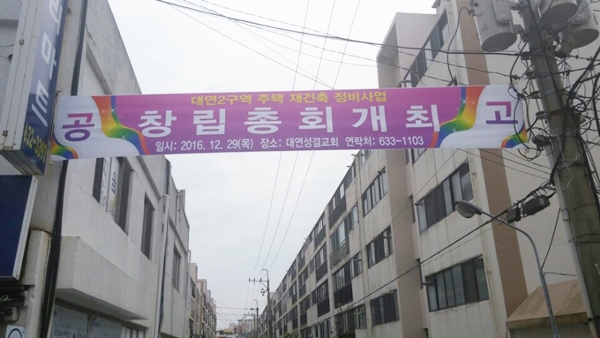 대연2구역 주택 재건축 정비사업
공 창립총회개최 고
일시: 2016. 12. 29(목) 장소: 대연성결교회 연락처: 633-1103